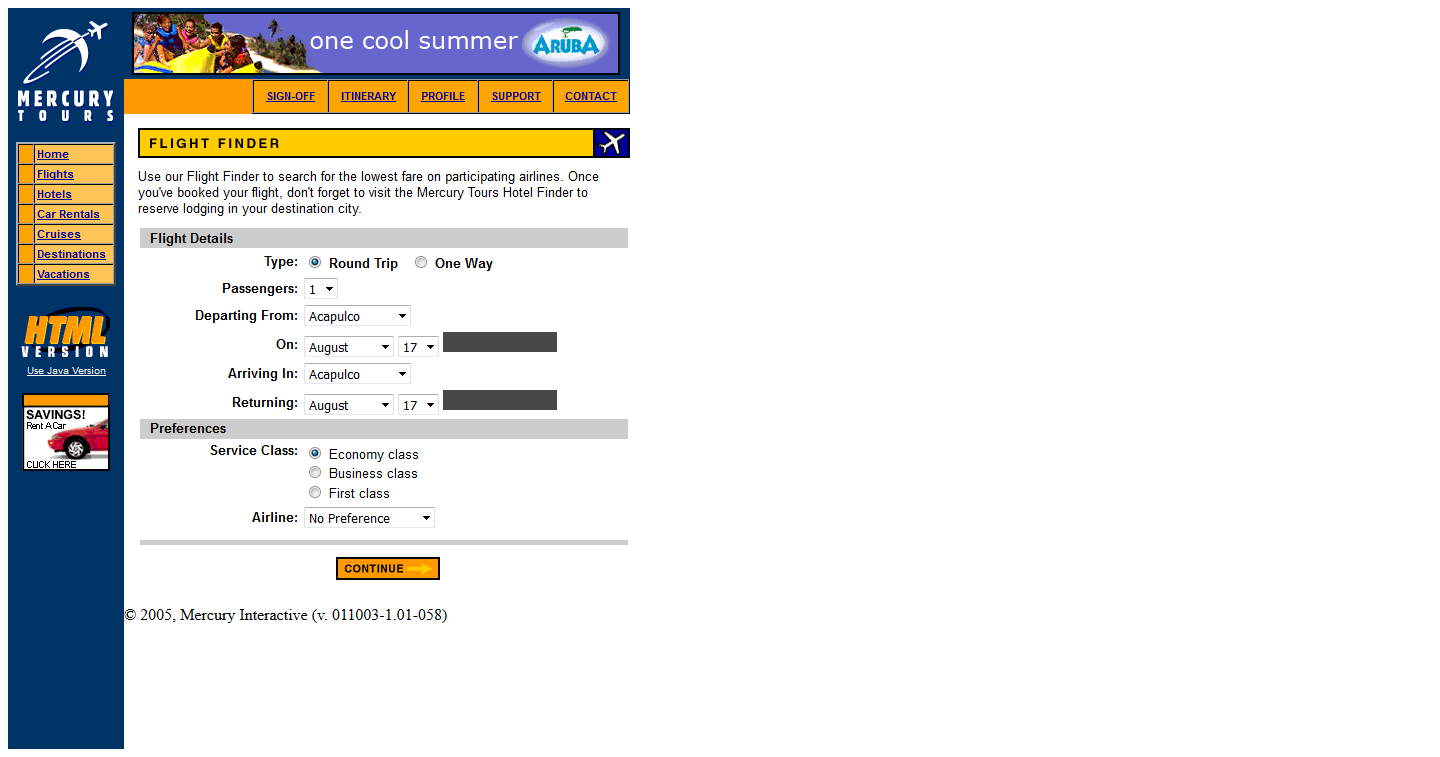 one cool summer ARUBA
MERCURY
TOURS
SIGN-OFF ITINERARY PROFILE SUPPORT CONTACT
Home
Flights
Hotels
Car Rentals
Cruises
Destinations
Vacations
HTML
VERSION
Use Java Version
SAVINGS!
Rent A Car
CLICK HERE
FLIGHT FINDER
Use our Flight Finder to search for the lowest fare on participating airlines. Once
you've booked your flight, don't forget to visit the Mercury Tours Hotel Finder to
reserve lodging in your destination city.
Flight Details
Type: Round Trip One Way
Passengers: 1
Departing From: Acapulco
On: August 17
Arriving In: Acapulco
Returning: August 17
Preferences
Service Class: Economy class
Business class
First class
Airline: No Preference
CONTINUE
© 2005, Mercury Interactive (v. 011003-1.01-058)